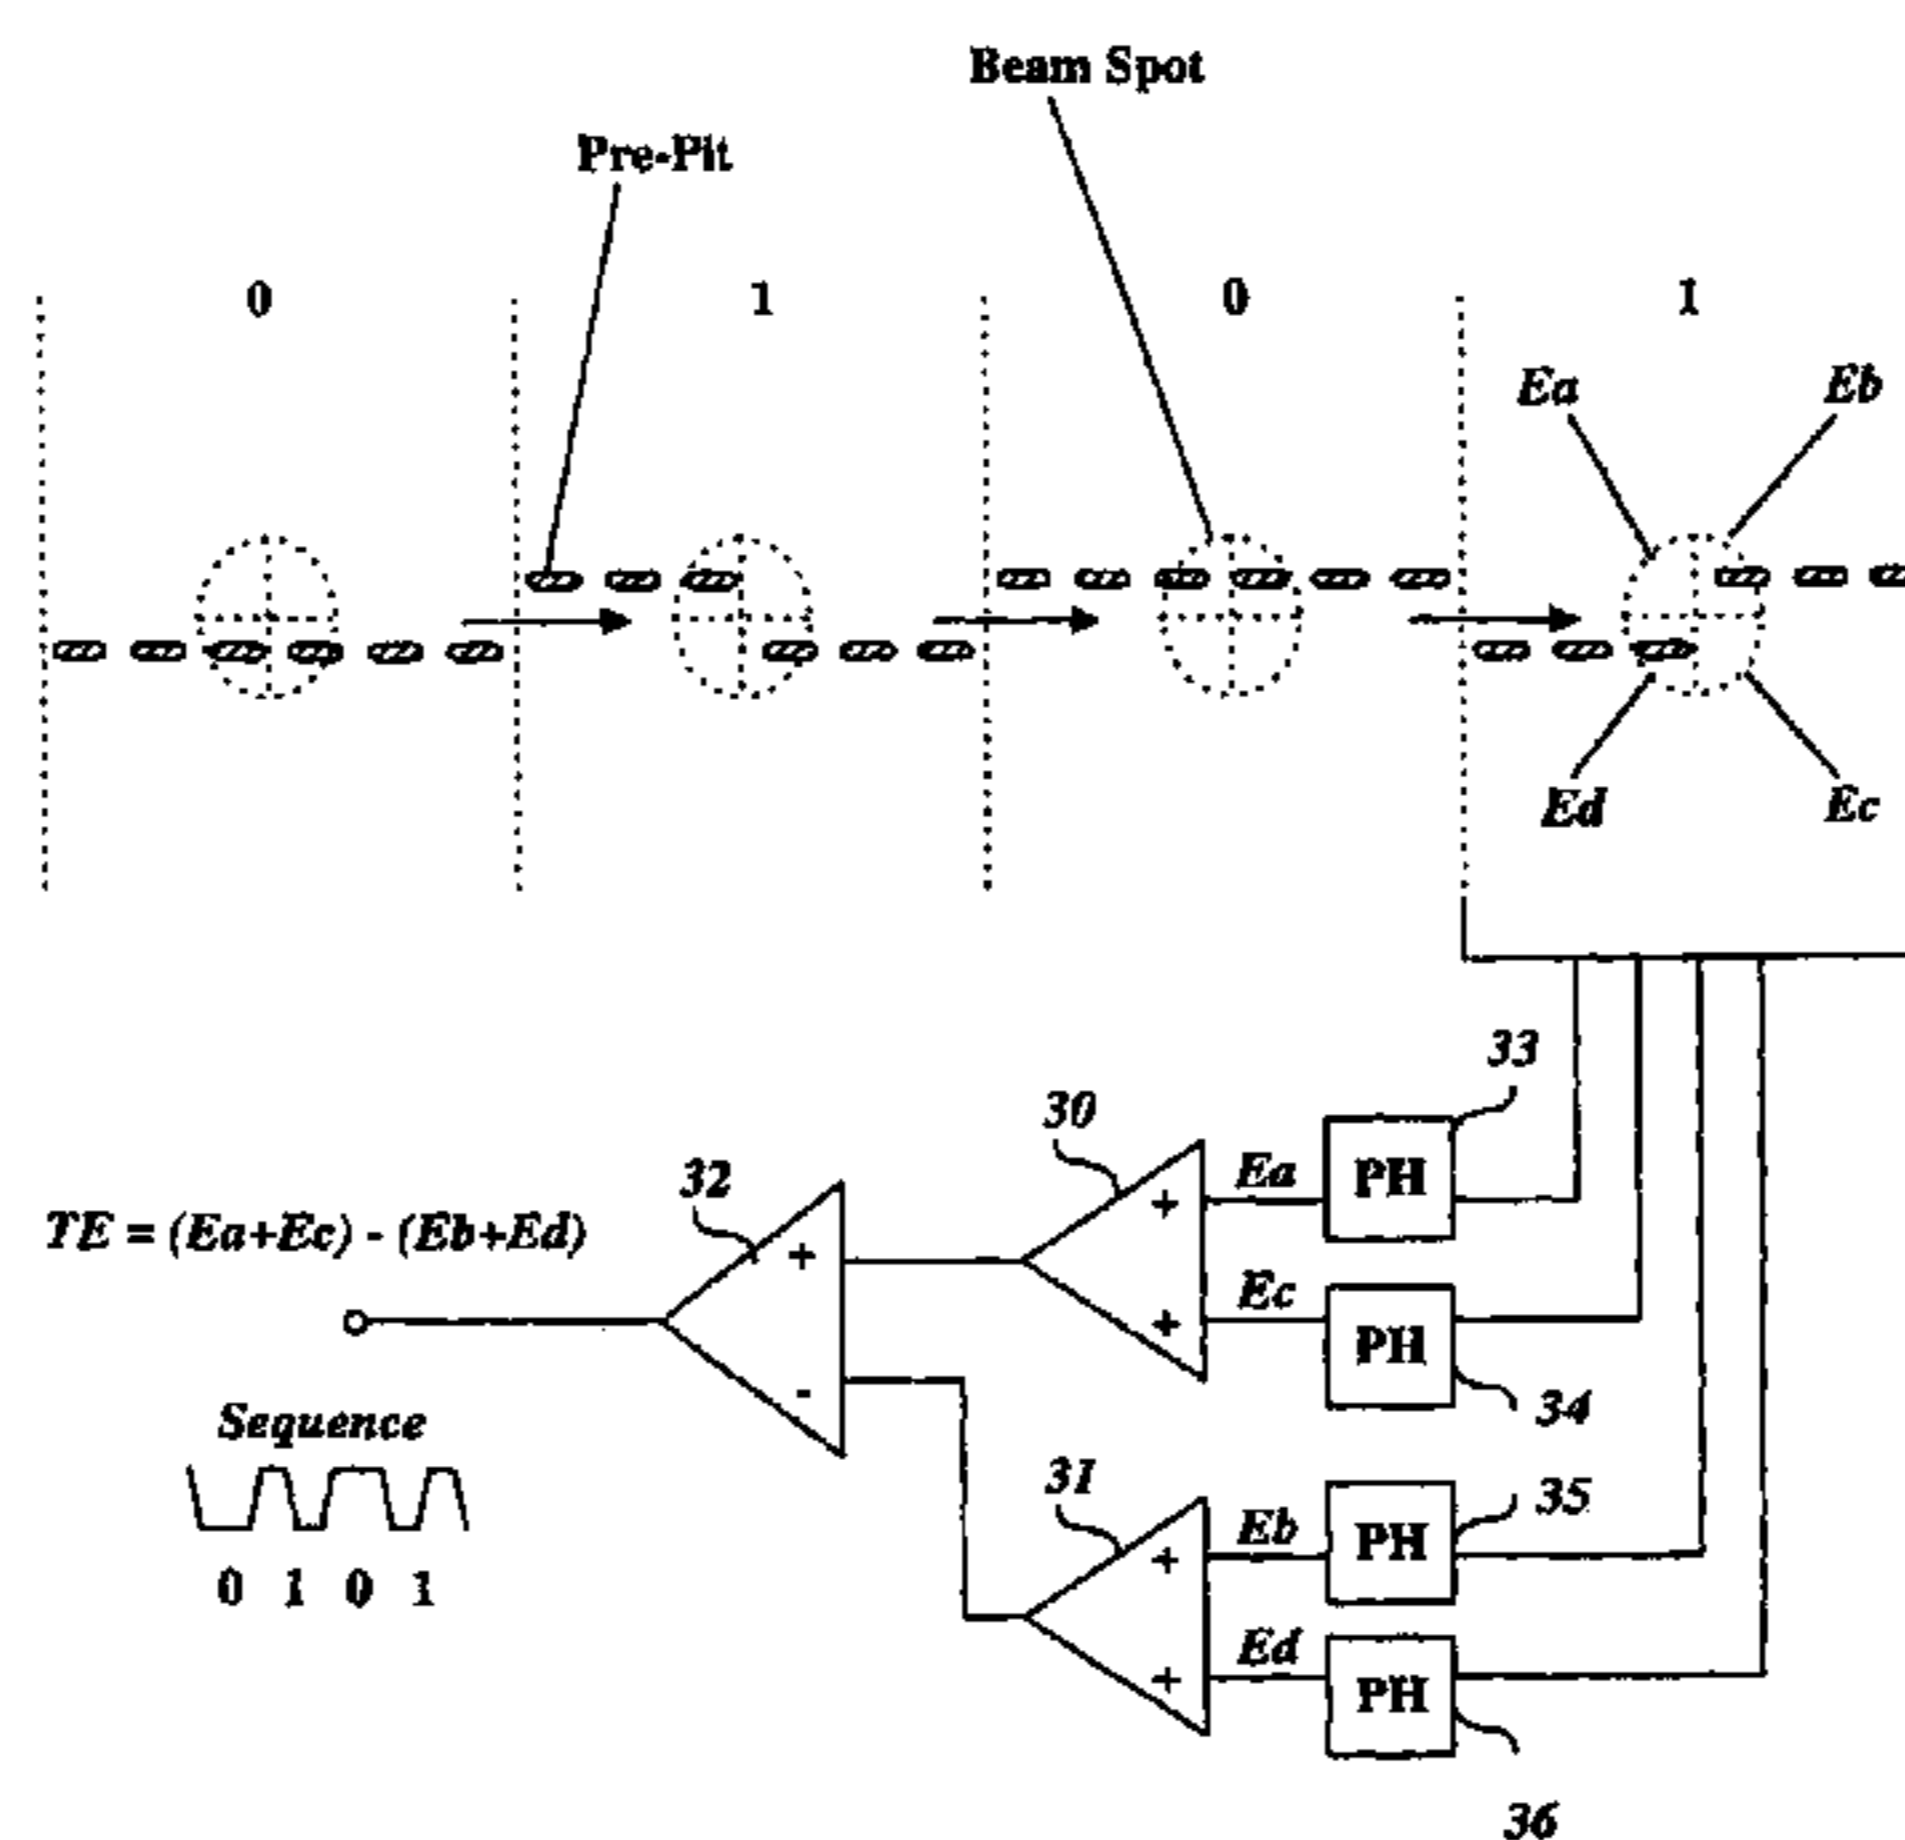 Beam Spot
Pre-Pit
0 1 0 1
Ea Eb
Ed Ec
33
30
Ea PH
32
+
TE = (Ea+Ec) - (Eb+Ed)
+
Ec PH
+
34
-
Sequence
31
35
Eb PH
+
0 1 0 1
Ed PH
+
36